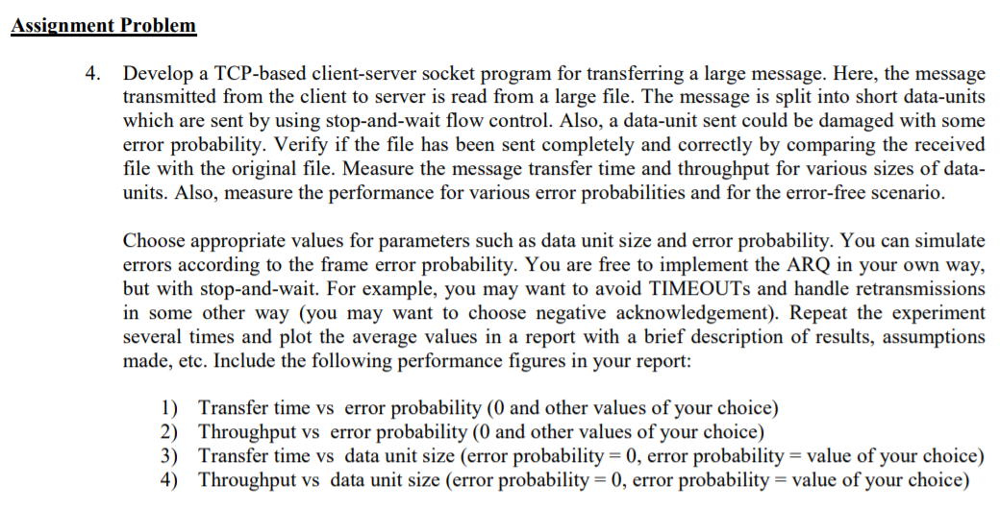 Assignment Problem
4. Develop a TCP-based client-server socket program for transferring a large message. Here, the message
transmitted from the client to server is read from a large file. The message is split into short data-units
which are sent by using stop-and-wait flow control. Also, a data-unit sent could be damaged with some
error probability. Verify if the file has been sent completely and correctly by comparing the received
file with the original file. Measure the message transfer time and throughput for various sizes of data-
units. Also, measure the performance for various error probabilities and for the error-free scenario.
Choose appropriate values for parameters such as data unit size and error probability. You can simulate
errors according to the frame error probability. You are free to implement the ARQ in your own way,
but with stop-and-wait. For example, you may want to avoid TIMEOUTs and handle retransmissions
in some other way (you may want to choose negative acknowledgement). Repeat the experiment
several times and plot the average values in a report with a brief description of results, assumptions
made, etc. Include the following performance figures in your report:
1) Transfer time vs error probability (0 and other values of your choice)
2) Throughput vs error probability (0 and other values of your choice)
3) Transfer time vs data unit size (error probability = 0, error probability = value of your choice)
4) Throughput vs data unit size (error probability = 0, error probability = value of your choice)